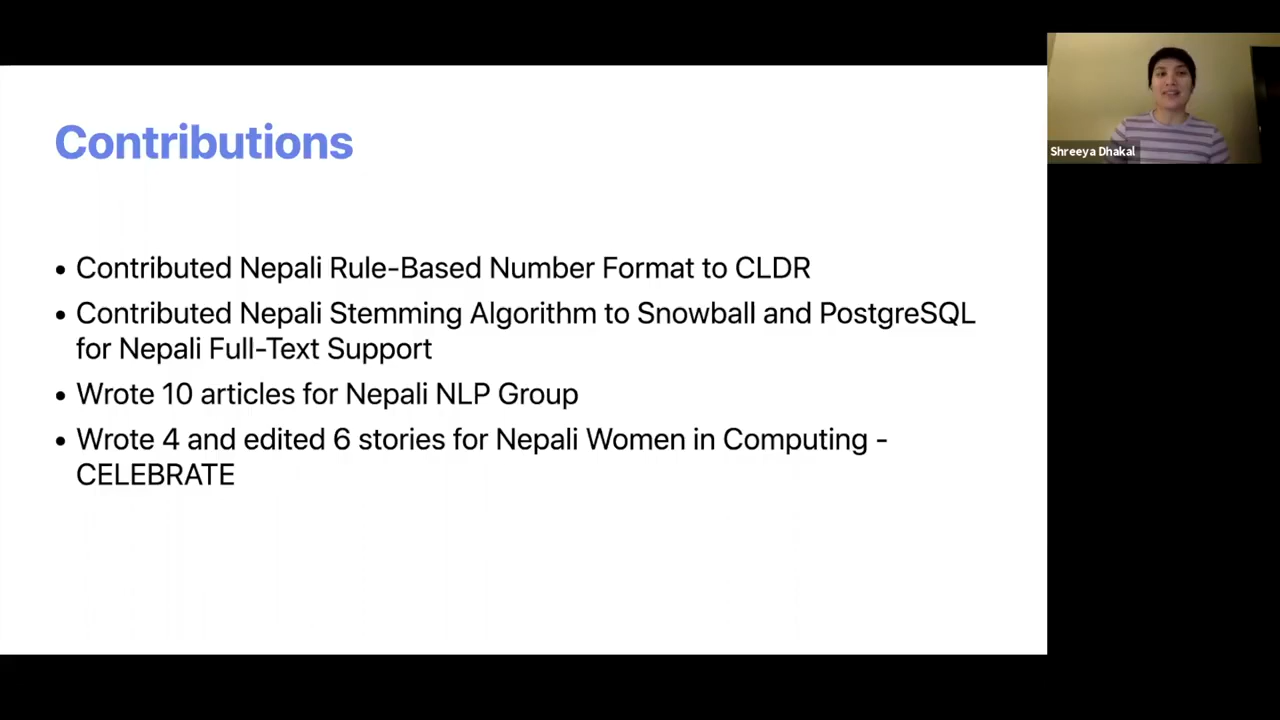 Contributions
• Contributed Nepali Rule-Based Number Format to CLDR
• Contributed Nepali Stemming Algorithm to Snowball and PostgreSQL
for Nepali Full-Text Support
• Wrote 10 articles for Nepali NLP Group
• Wrote 4 and edited 6 stories for Nepali Women in Computing -
CELEBRATE
Shreeya Dhakal